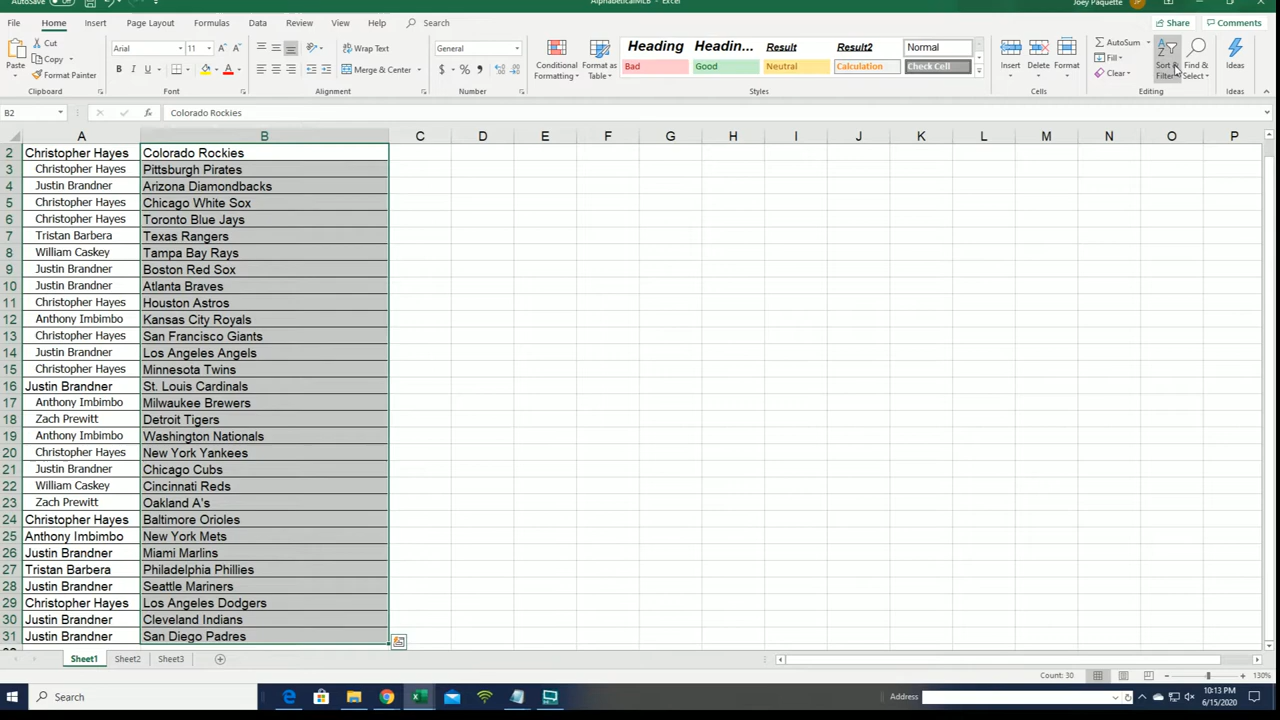 AutoSave
AlphabeticalMLB - Excel
Joey Paquette
JP
File Home Insert Page Layout Formulas Data Review View Help Search
Share Comments
Paste Cut Copy Format Painter
Arial 11
Wrap Text
Merge & Center
General
Conditional Formatting
Format as Table
Heading Headin... Result Result2 Normal
Bad Good Neutral Calculation Check Cell
Insert Delete Format
AutoSum Fill Clear
Sort & Filter
Find & Select
Ideas
Clipboard Font Alignment Number Styles Cells Editing Ideas
B2 fx Colorado Rockies
A B C D E F G H I J K L M N O P
2 Christopher Hayes Colorado Rockies
3 Christopher Hayes Pittsburgh Pirates
4 Justin Brandner Arizona Diamondbacks
5 Christopher Hayes Chicago White Sox
6 Christopher Hayes Toronto Blue Jays
7 Tristan Barbera Texas Rangers
8 William Caskey Tampa Bay Rays
9 Justin Brandner Boston Red Sox
10 Justin Brandner Atlanta Braves
11 Christopher Hayes Houston Astros
12 Anthony Imbimbo Kansas City Royals
13 Christopher Hayes San Francisco Giants
14 Justin Brandner Los Angeles Angels
15 Christopher Hayes Minnesota Twins
16 Justin Brandner St. Louis Cardinals
17 Anthony Imbimbo Milwaukee Brewers
18 Zach Prewitt Detroit Tigers
19 Anthony Imbimbo Washington Nationals
20 Christopher Hayes New York Yankees
21 Justin Brandner Chicago Cubs
22 William Caskey Cincinnati Reds
23 Zach Prewitt Oakland A's
24 Christopher Hayes Baltimore Orioles
25 Anthony Imbimbo New York Mets
26 Justin Brandner Miami Marlins
27 Tristan Barbera Philadelphia Phillies
28 Justin Brandner Seattle Mariners
29 Christopher Hayes Los Angeles Dodgers
30 Justin Brandner Cleveland Indians
31 Justin Brandner San Diego Padres
Sheet1 Sheet2 Sheet3
Count: 30 130%
Search
Address
10:13 PM
6/15/2020